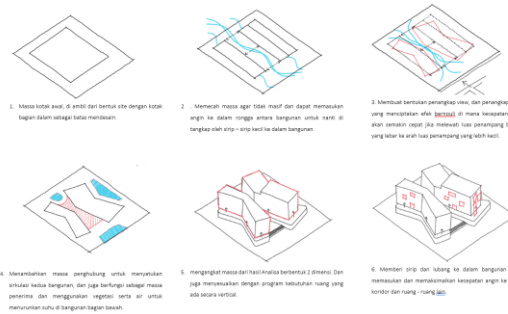 1. Massa kotak awal, di ambil dari bentuk site dengan kotak
bagian dalam sebagai batas mendesain.
2. . Memecah massa agar tidak masif dan dapat memasukan
angin ke dalam rongga antara bangunan untuk nanti di
tangkap oleh sirip – sirip kecil ke dalam bangunan
3. Membuat bentukan penangkap view, dan penangkap
yang menciptakan efek bernouli di mana kecepatan
akan semakin cepat jika melewati luas penampang b
yang lebar ke arah luas penampang yang lebih kecil.
4. Menambahkan massa penghubung untuk menyatukan
sirkulasi kedua bangunan, dan juga berfungsi sebagai massa
penerima dan menggunakan vegetasi serta air untuk
menurunkan suhu di bangunan bagian bawah.
5. mengangkat massa dari hasil Analisa berbentuk 2 dimensi. Dan
juga menyesuaikan dengan program kebutuhan ruang yang
ada secara vertical.
6. Memberi sirip dan lubang ke dalam bangunan
memasukan dan memaksimalkan kecepatan angin ke
koridor dan ruang - ruang lain.